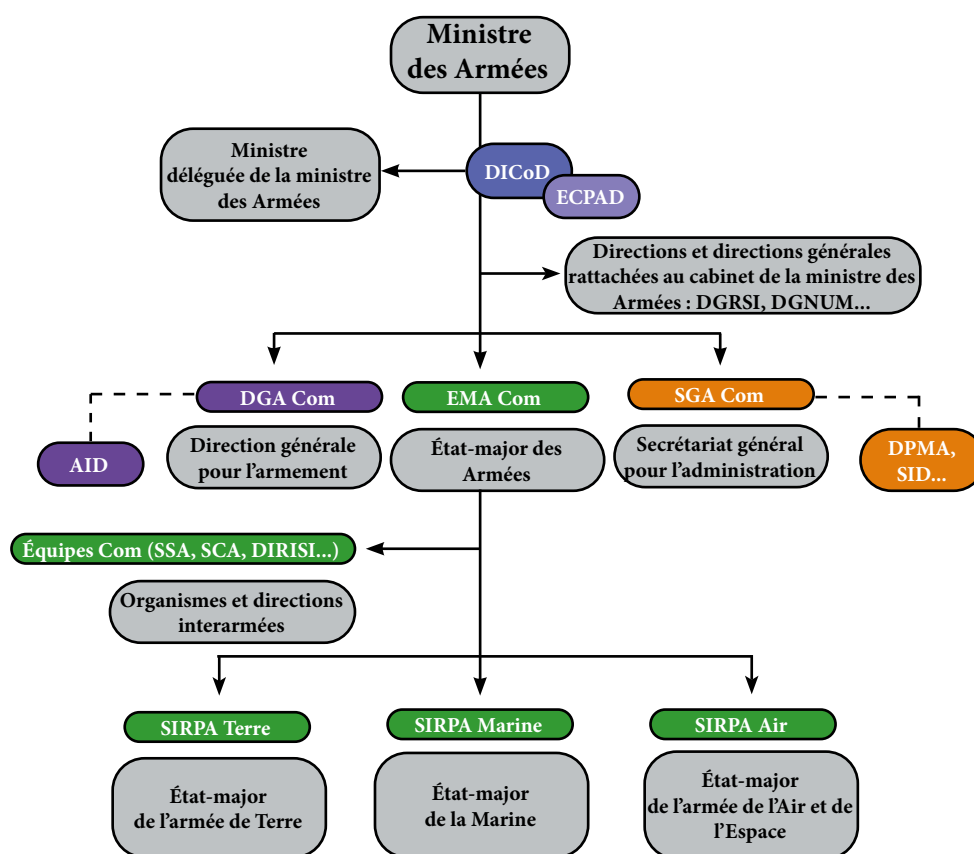 Ministre
des Armées
Ministre
déléguée de la ministre
des Armées
DICoD
ECPAD
Directions et directions générales
rattachées au cabinet de la ministre des
Armées : DGRSI, DGNUM...
DGA Com
EMA Com
SGA Com
AID
Direction générale
pour l'armement
État-major des
Armées
Secrétariat général
pour l'administration
DPMA,
SID...
Équipes Com (SSA, SCA, DIRISI...)
Organismes et directions
interarmées
SIRPA Terre
SIRPA Marine
SIRPA Air
État-major
de l'armée de Terre
État-major
de la Marine
État-major
de l'armée de l'Air et de
l'Espace